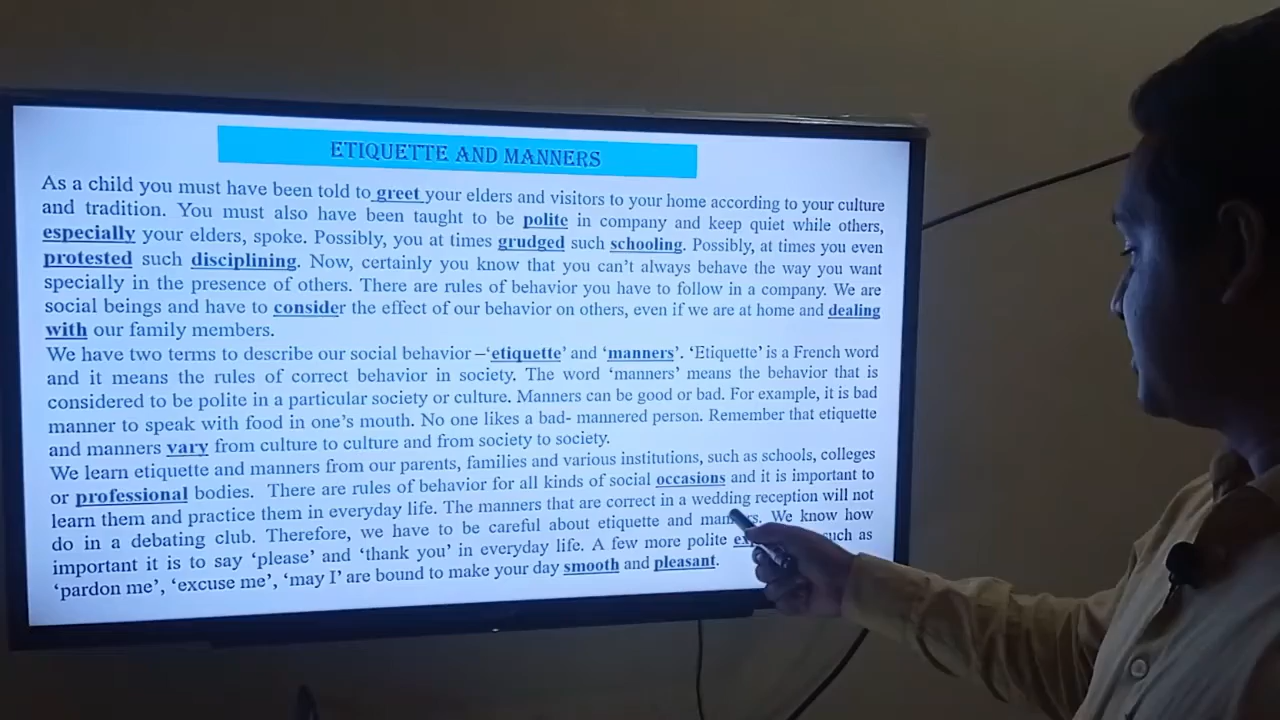 ETIQUETTE AND MANNERS
As a child you must have been told to greet your elders and visitors to your home according to your culture
and tradition. You must also have been taught to be polite in company and keep quiet while others,
especially your elders, spoke. Possibly, you at times grudged such schooling. Possibly, at times you even
protested such disciplining. Now, certainly you know that you can't always behave the way you want
specially in the presence of others. There are rules of behavior you have to follow in a company. We are
social beings and have to consider the effect of our behavior on others, even if we are at home and dealing
with our family members.
We have two terms to describe our social behavior –'etiquette' and 'manners'. 'Etiquette' is a French word
and it means the rules of correct behavior in society. The word 'manners' means the behavior that is
considered to be polite in a particular society or culture. Manners can be good or bad. For example, it is bad
manner to speak with food in one's mouth. No one likes a bad- mannered person. Remember that etiquette
and manners vary from culture to culture and from society to society.
We learn etiquette and manners from our parents, families and various institutions, such as schools, colleges
or professional bodies. There are rules of behavior for all kinds of social occasions and it is important to
learn them and practice them in everyday life. The manners that are correct in a wedding reception will not
do in a debating club. Therefore, we have to be careful about etiquette and manners. We know how
important it is to say 'please' and 'thank you' in everyday life. A few more polite such as
'pardon me', 'excuse me', 'may I' are bound to make your day smooth and pleasant.